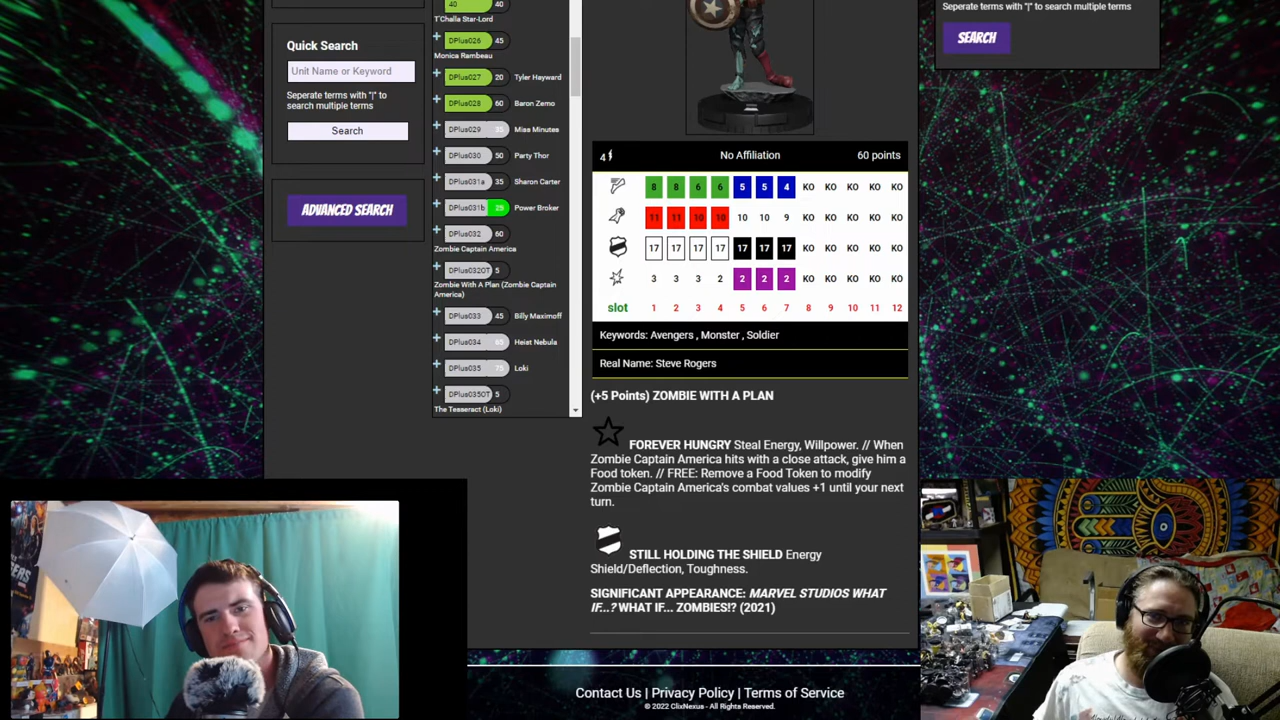 Quick Search
Unit Name or Keyword
Seperate terms with "|" to
search multiple terms
Search
ADVANCED SEARCH
40
40
T'Challa Star-Lord
DPlus026 45
Monica Rambeau
DPlus027 20 Tyler Hayward
DPlus028 60 Baron Zemo
DPlus029 35 Miss Minutes
DPlus030 50 Party Thor
DPlus031a 35 Sharon Carter
DPlus031b 25 Power Broker
DPlus032 60
Zombie Captain America
DPlus032OT 5
Zombie With A Plan (Zombie Captain
America)
DPlus033 45 Billy Maximoff
DPlus034 65 Heist Nebula
DPlus035 75 Loki
DPlus035OT 5
The Tesseract (Loki)
4 No Affiliation 60 points
8 8 6 6 5 5 4 KO KO KO KO KO
11 11 10 10 10 10 9 KO KO KO KO KO
17 17 17 17 17 17 17 KO KO KO KO KO
3 3 3 2 2 2 2 KO KO KO KO KO
slot 1 2 3 4 5 6 7 8 9 10 11 12
Keywords: Avengers , Monster , Soldier
Real Name: Steve Rogers
(+5 Points) ZOMBIE WITH A PLAN
FOREVER HUNGRY Steal Energy, Willpower. // When
Zombie Captain America hits with a close attack, give him a
Food token. // FREE: Remove a Food Token to modify
Zombie Captain America's combat values +1 until your next
turn.
STILL HOLDING THE SHIELD Energy
Shield/Deflection, Toughness.
SIGNIFICANT APPEARANCE: MARVEL STUDIOS WHAT
IF...? WHAT IF... ZOMBIES!? (2021)
Seperate terms with "|" to search multiple terms
SEARCH
Contact Us | Privacy Policy | Terms of Service
© 2022 ClixNexus - All Rights Reserved.